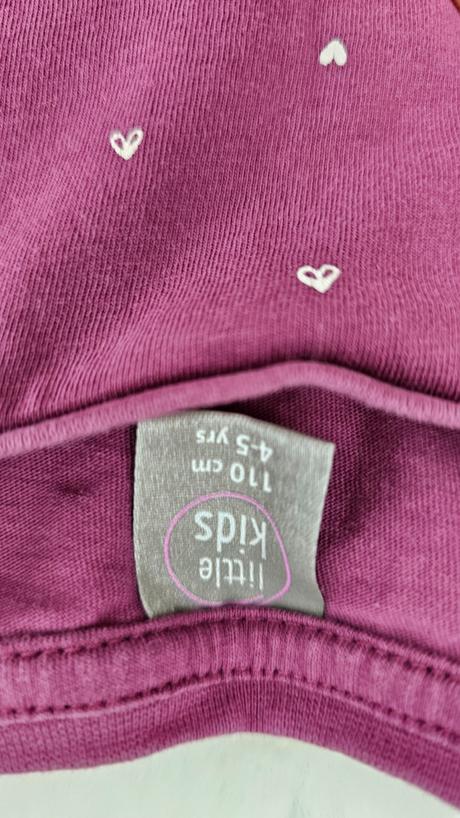 little
kids
110 cm
4-5 yrs